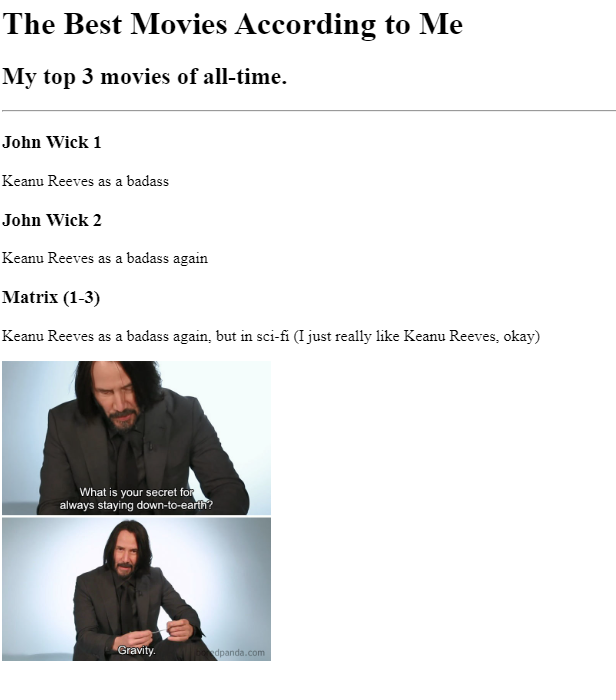 The Best Movies According to Me
My top 3 movies of all-time.
John Wick 1
Keanu Reeves as a badass
John Wick 2
Keanu Reeves as a badass again
Matrix (1-3)
Keanu Reeves as a badass again, but in sci-fi (I just really like Keanu Reeves, okay)
What is your secret for
always staying down-to-earth?
Gravity.
boredpanda.com